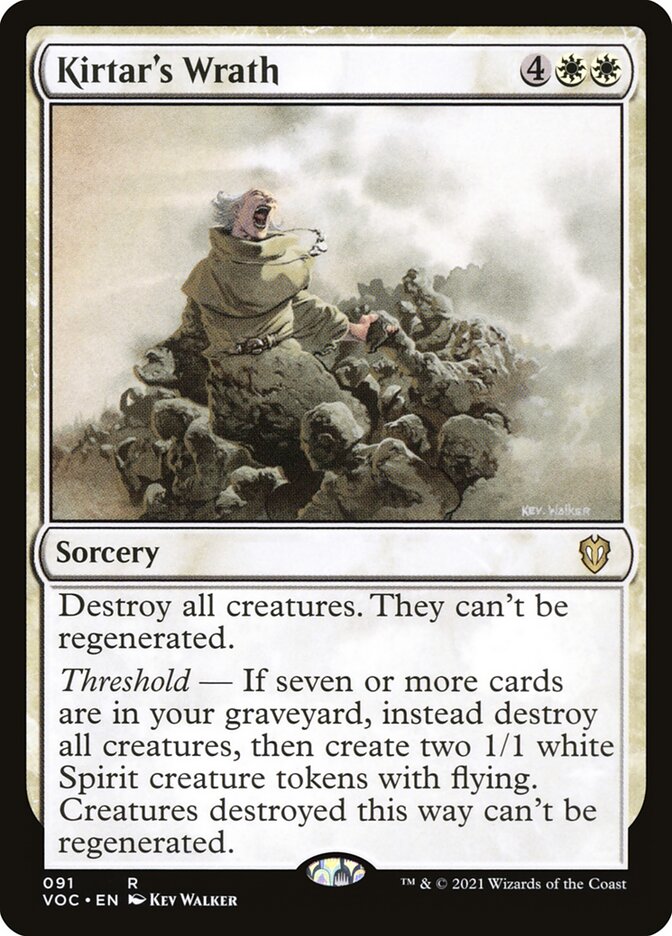 Kirtar's Wrath 4
KEV. WALKER
Sorcery
Destroy all creatures. They can't be
regenerated.
Threshold — If seven or more cards
are in your graveyard, instead destroy
all creatures, then create two 1/1 white
Spirit creature tokens with flying.
Creatures destroyed this way can't be
regenerated.
091 R
VOC • EN KEV WALKER
™ & © 2021 Wizards of the Coast